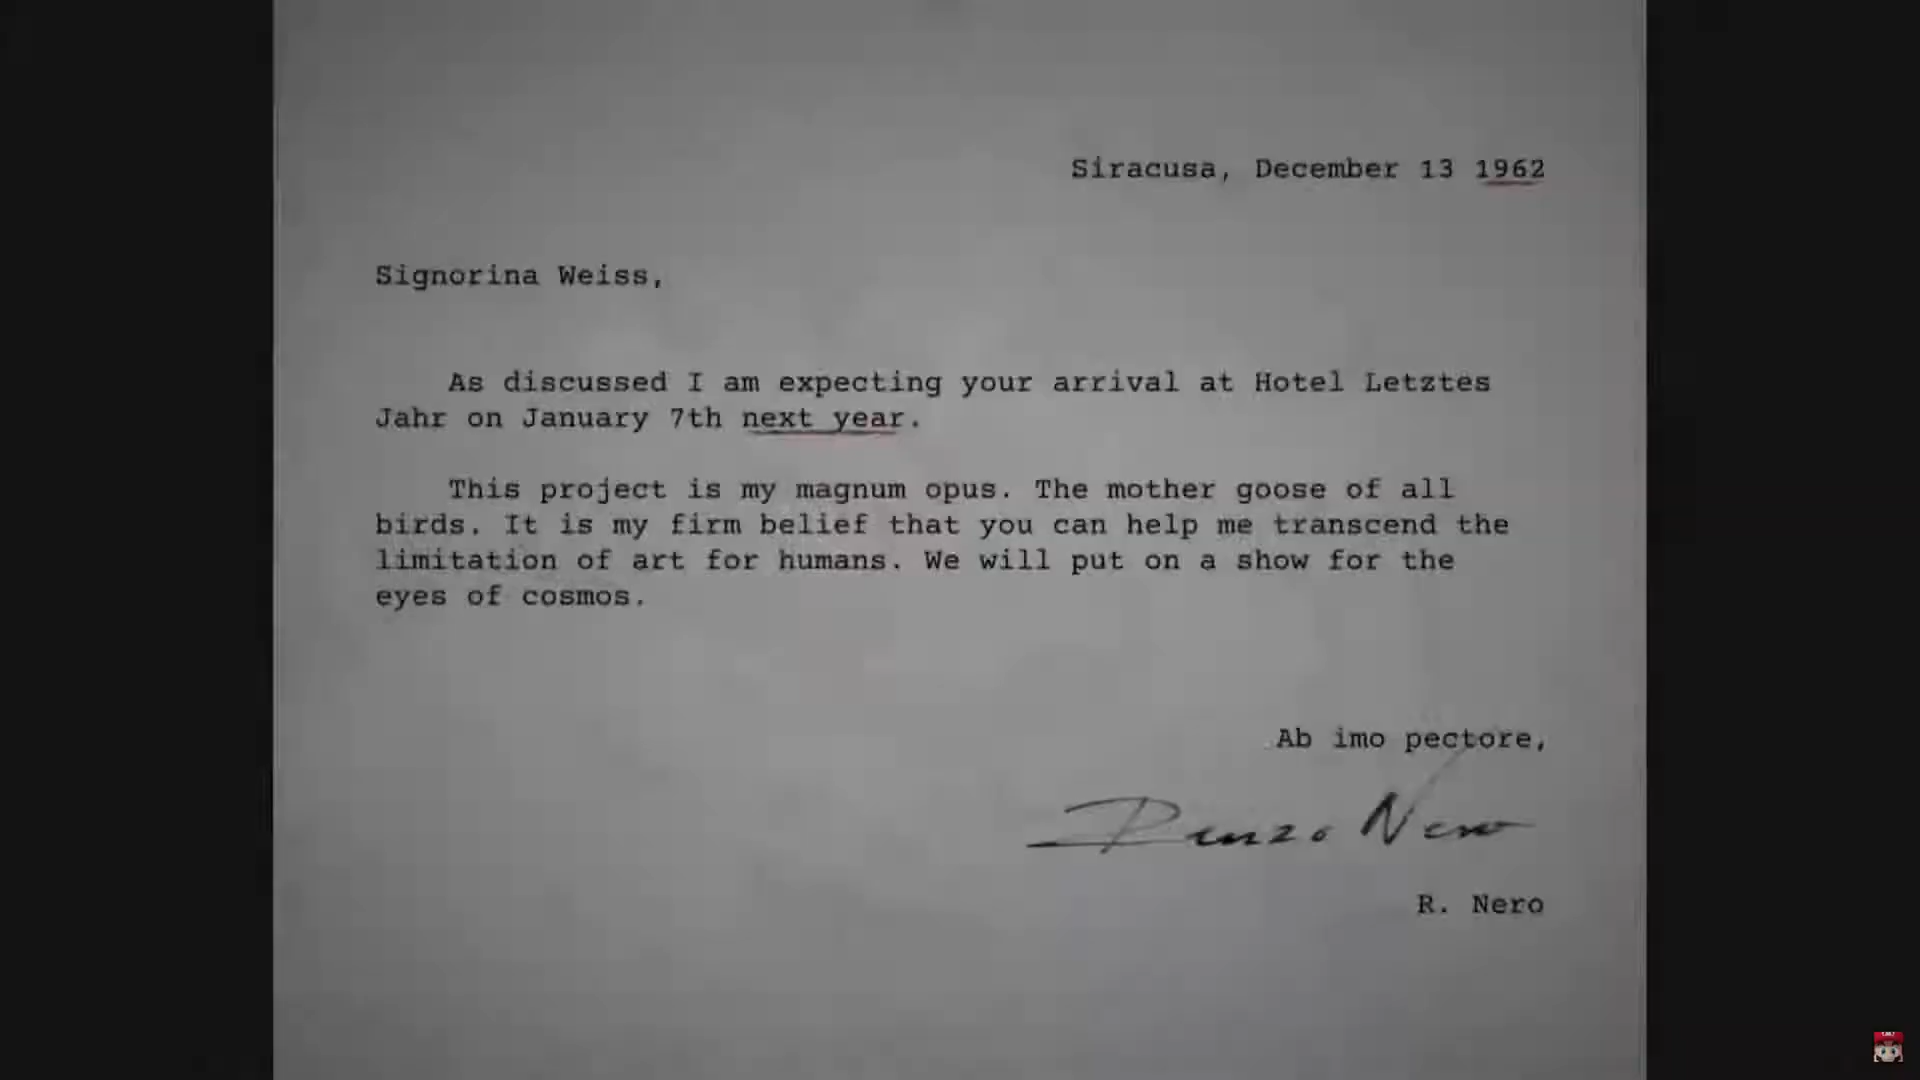 Siracusa, December 13 1962
Signorina Weiss,
As discussed I am expecting your arrival at Hotel Letztes
Jahr on January 7th next year.
This project is my magnum opus. The mother goose of all
birds. It is my firm belief that you can help me transcend the
limitation of art for humans. We will put on a show for the
eyes of cosmos.
Ab imo pectore,
Renzo Nero
R. Nero